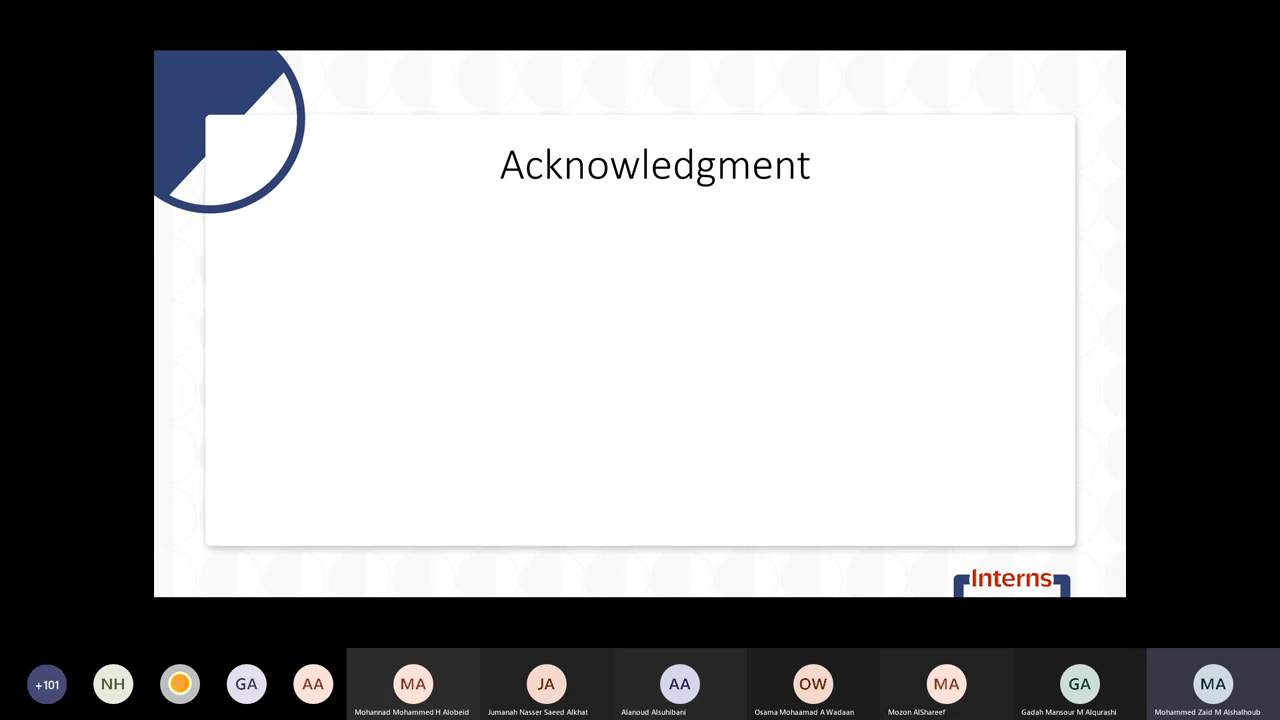 Acknowledgment
Interns
+101
NH
GA
AA
MA
JA
AA
OW
MA
GA
MA
Mohannad Mohammed H Alobeid
Jumanah Nasser Saeed Alkhat
Alanoud Alsuhibani
Osama Mohaamad A Wadaan
Mozon AlShareef
Gadah Mansour M Alqurashi
Mohammed Zaid M Alshalhoub